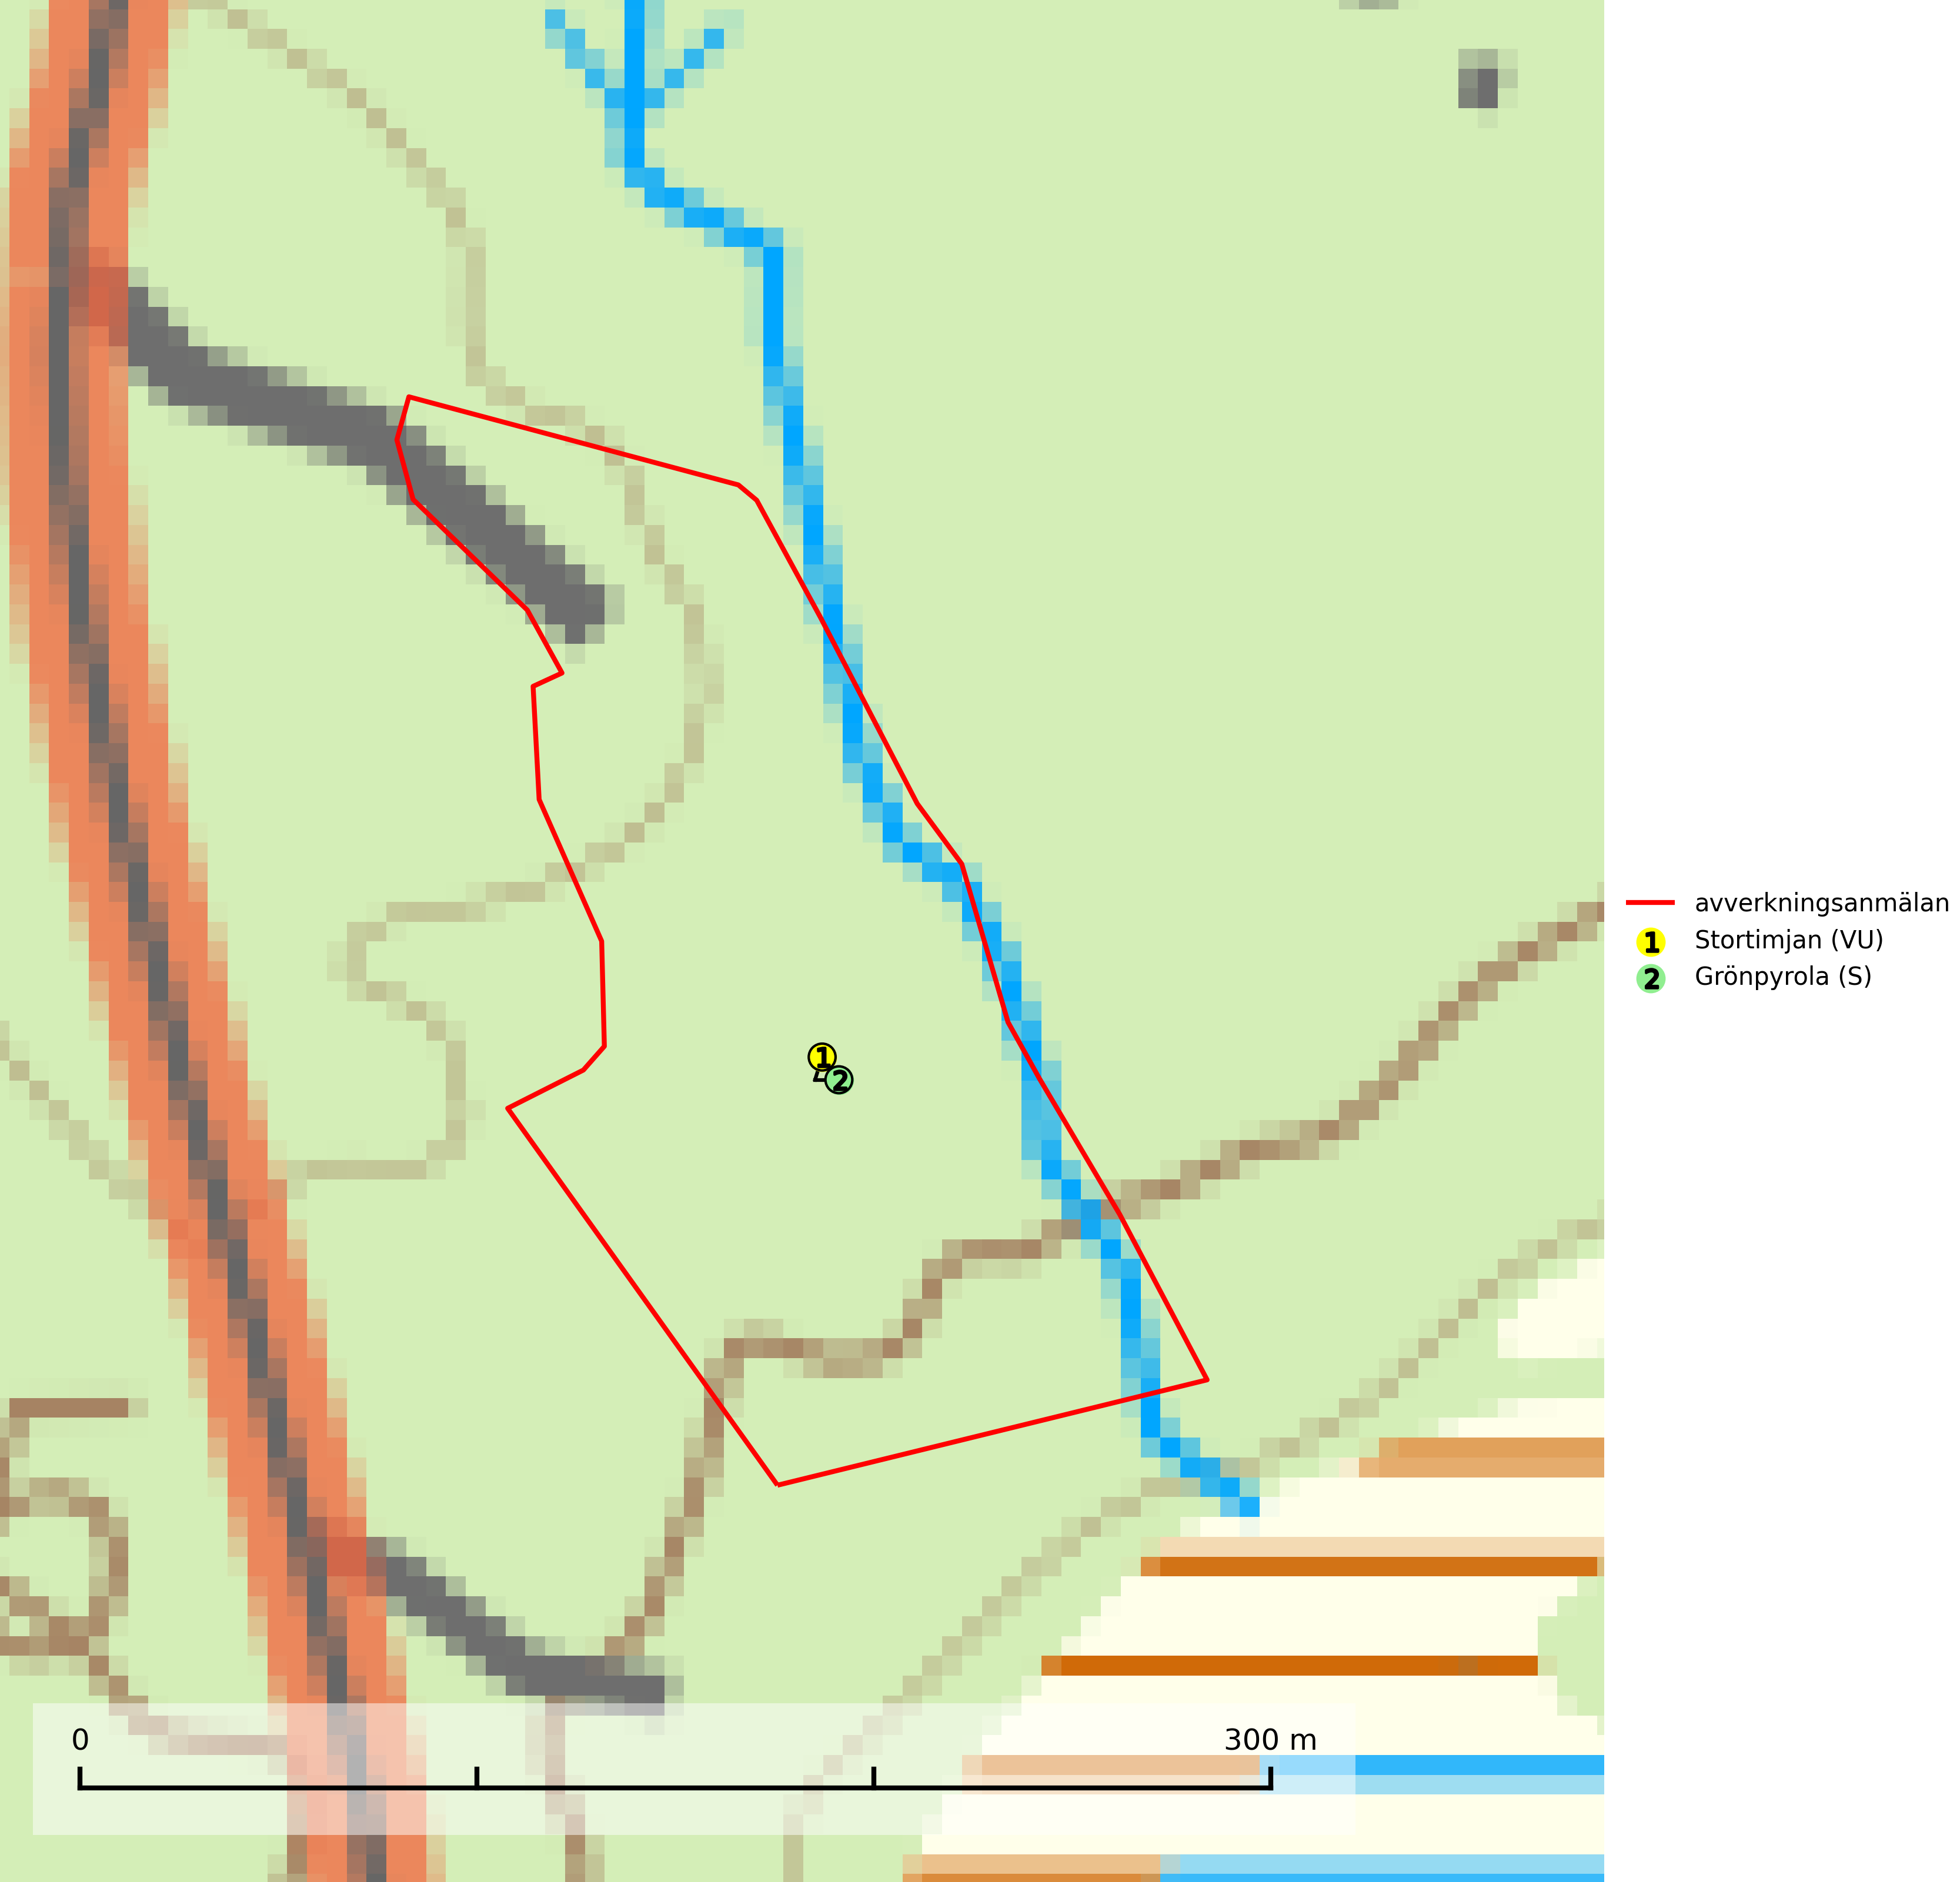 avverkningsanmälan
1 Stortimjan (VU)
2 Grönpyrola (S)
1
2
0
300 m